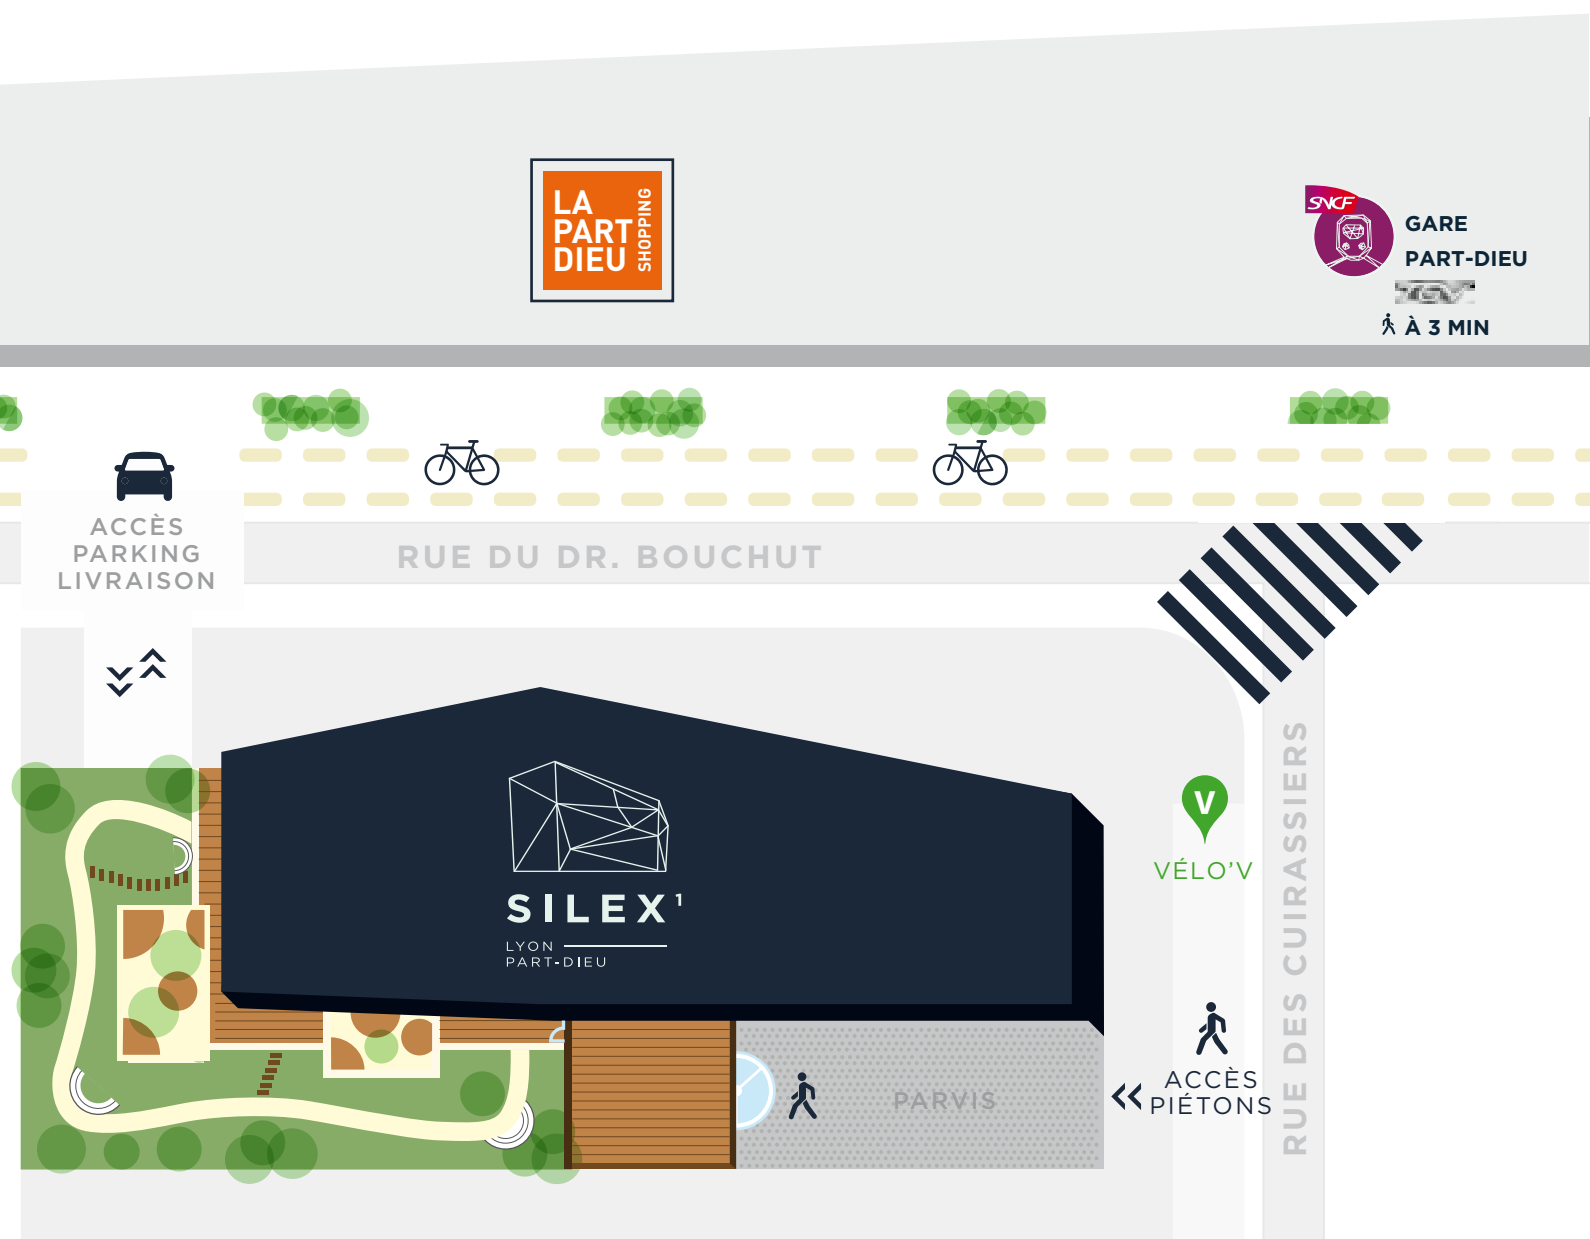 LA
PART
DIEU
SHOPPING
SNCF
GARE
PART-DIEU
À 3 MIN
ACCÈS
PARKING
LIVRAISON
RUE DU DR. BOUCHUT
SILEX¹
LYON
PART-DIEU
V
VÉLO'V
RUE DES CUIRASSIERS
PARVIS
ACCÈS
PIÉTONS